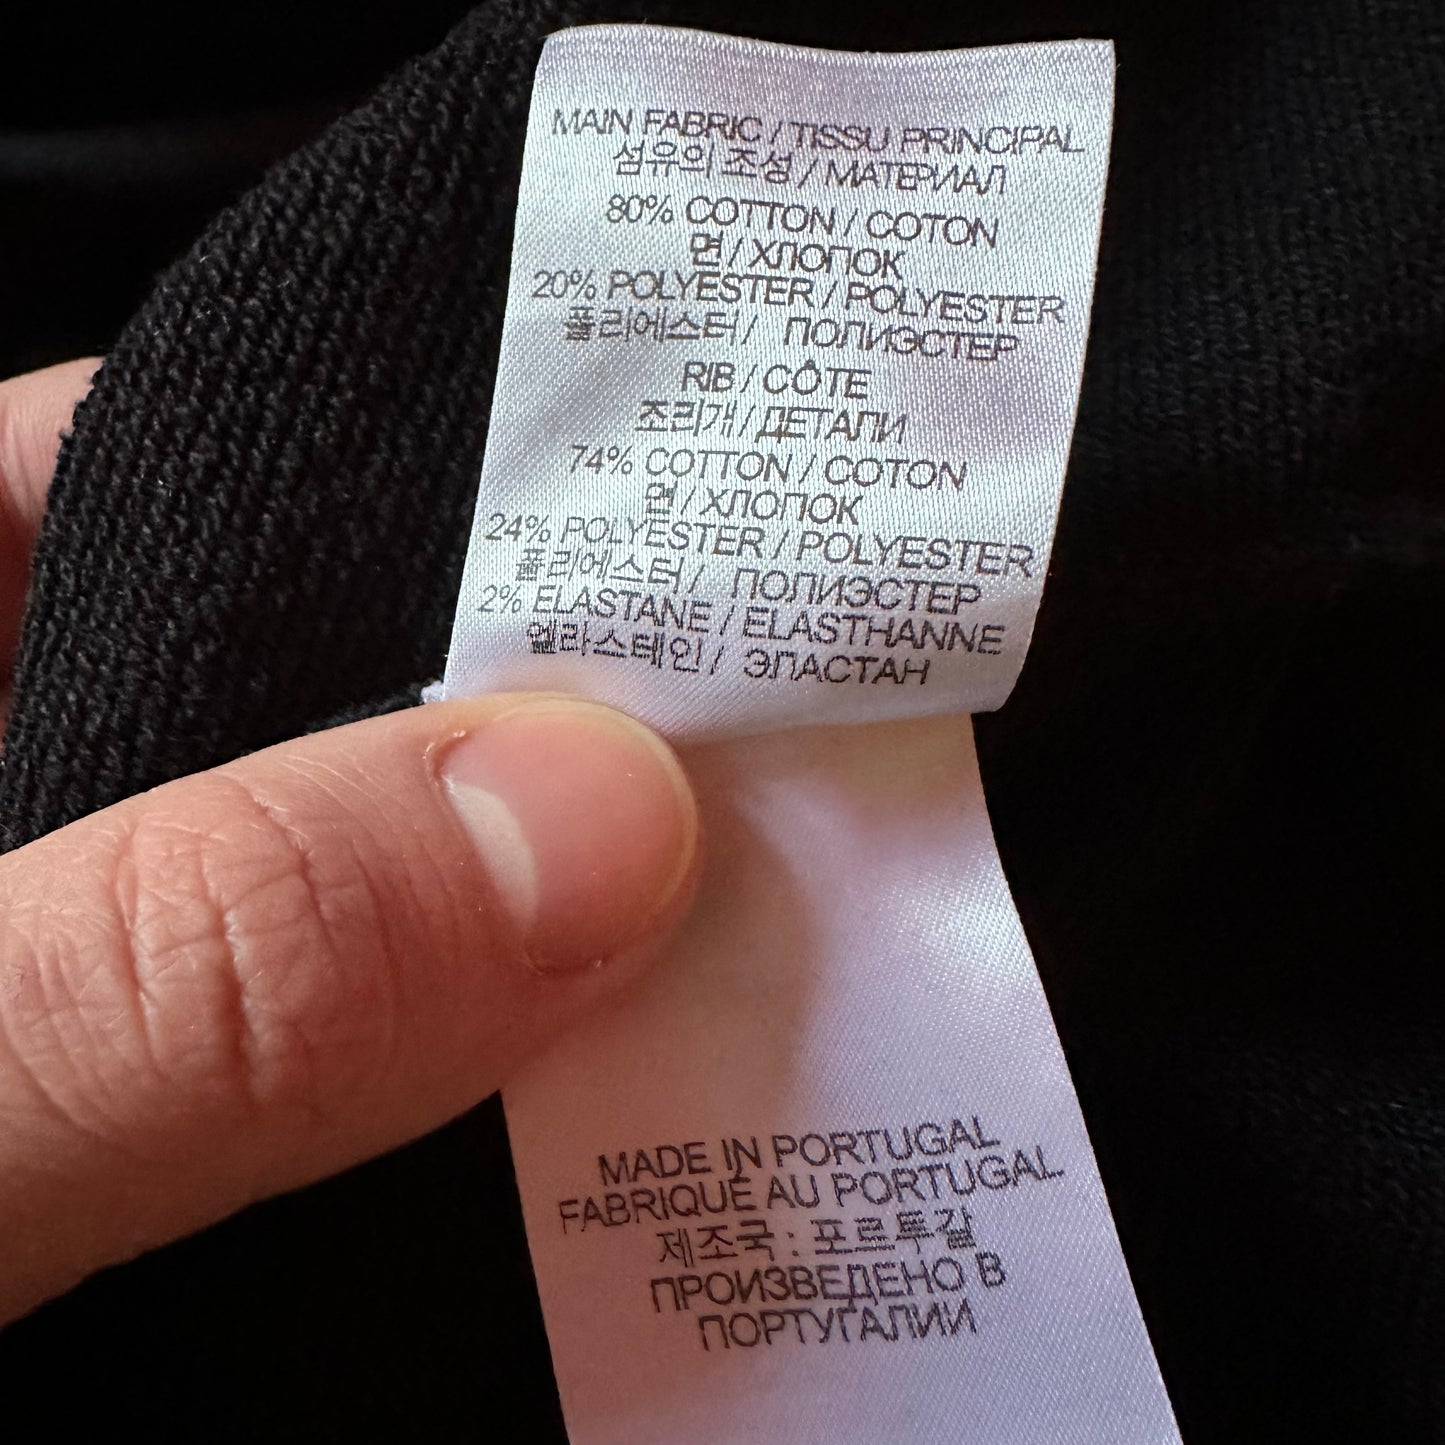 MAIN FABRIC / TISSU PRINCIPAL
섬유의 조성 / МАТЕРИАЛ
80% COTTON / COTON
면 / ХЛОПОК
20% POLYESTER / POLYESTER
폴리에스터 / ПОЛИЭСТЕР
RIB / CÔTE
조리개 / ДЕТАЛИ
74% COTTON / COTON
면 / ХЛОПОК
24% POLYESTER / POLYESTER
폴리에스터 / ПОЛИЭСТЕР
2% ELASTANE / ELASTHANNE
엘라스테인 / ЭЛАСТАН
MADE IN PORTUGAL
FABRIQUÉ AU PORTUGAL
제조국 : 포르투갈
ПРОИЗВЕДЕНО В
ПОРТУГАЛИИ